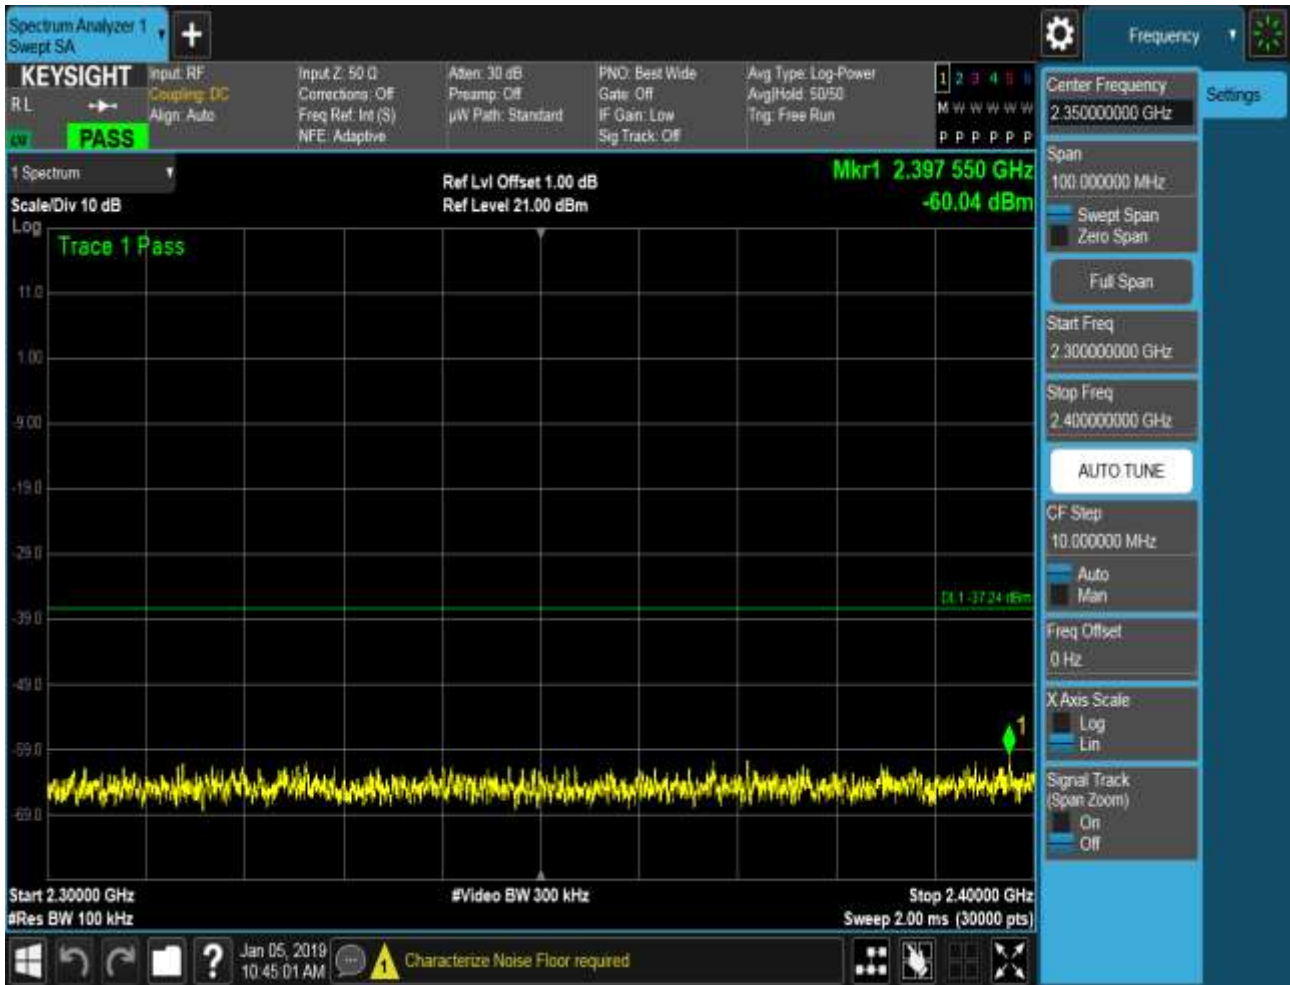 Spectrum Analyzer 1
Swept SA
Frequency
KEYSIGHT
RL
PASS
Input: RF
Coupling: DC
Align: Auto
Input Z: 50 Ω
Corrections: Off
Freq Ref: Int (S)
NFE: Adaptive
Atten: 30 dB
Preamp: Off
µW Path: Standard
PNO: Best Wide
Gate: Off
IF Gain: Low
Sig Track: Off
Avg Type: Log-Power
Avg|Hold: 50/50
Trig: Free Run
1 2 3 4 5 6
M W W W W W
P P P P P P
1 Spectrum
Scale/Div 10 dB
Ref Lvl Offset 1.00 dB
Ref Level 21.00 dBm
Mkr1 2.397 550 GHz
-60.04 dBm
Log
Trace 1 Pass
11.0
1.00
-9.00
-19.0
-29.0
DL1 -37.24 dBm
-39.0
-49.0
1
-59.0
-69.0
Start 2.30000 GHz
#Video BW 300 kHz
Stop 2.40000 GHz
#Res BW 100 kHz
Sweep 2.00 ms (30000 pts)
?
Jan 05, 2019
10:45:01 AM
1
Characterize Noise Floor required
Center Frequency
2.350000000 GHz
Settings
Span
100.000000 MHz
Swept Span
Zero Span
Full Span
Start Freq
2.300000000 GHz
Stop Freq
2.400000000 GHz
AUTO TUNE
CF Step
10.000000 MHz
Auto
Man
Freq Offset
0 Hz
X Axis Scale
Log
Lin
Signal Track
(Span Zoom)
On
Off